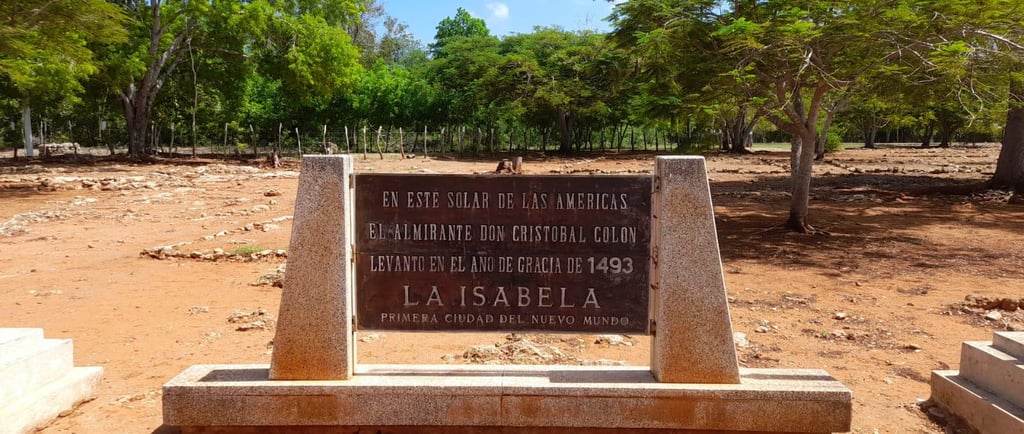 EN ESTE SOLAR DE LAS AMERICAS
EL ALMIRANTE DON CRISTOBAL COLON
LEVANTO EN EL AÑO DE GRACIA DE 1493
LA ISABELA
PRIMERA CIUDAD DEL NUEVO MUNDO